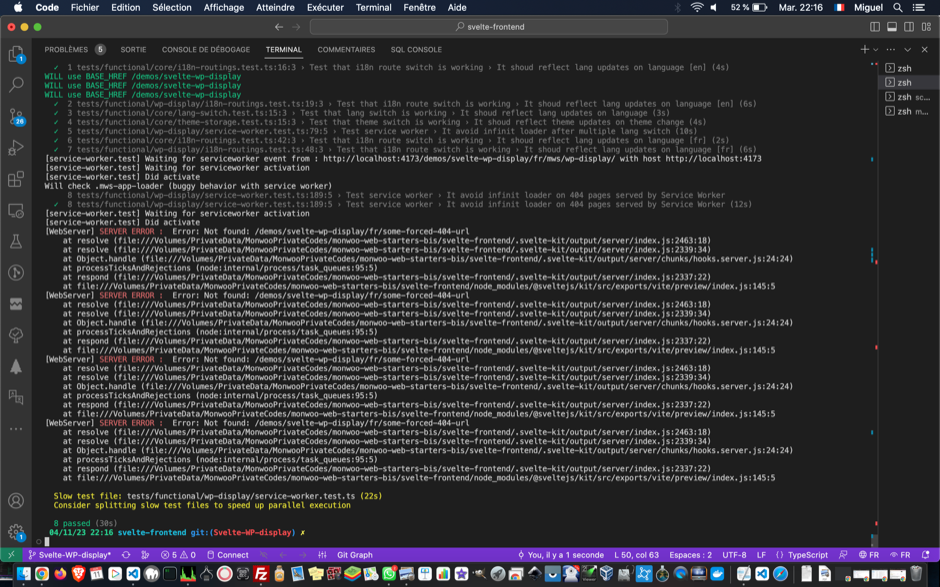 Code Fichier Edition Sélection Affichage Atteindre Exécuter Terminal Fenêtre Aide 52 % Mar. 22:16 Miguel
svelte-frontend
PROBLÈMES 5 SORTIE CONSOLE DE DÉBOGAGE TERMINAL COMMENTAIRES SQL CONSOLE
✓ 1 tests/functional/core/i18n-routings.test.ts:16:3 › Test that i18n route switch is working › It shoud reflect lang updates on language [en] (4s)
WILL use BASE_HREF /demos/svelte-wp-display
WILL use BASE_HREF /demos/svelte-wp-display
WILL use BASE_HREF /demos/svelte-wp-display
✓ 2 tests/functional/wp-display/i18n-routings.test.ts:19:3 › Test that i18n route switch is working › It shoud reflect lang updates on language [en] (6s)
✓ 3 tests/functional/core/lang-switch.test.ts:15:3 › Test that lang switch is working › It shoud reflect lang updates on language (3s)
✓ 4 tests/functional/core/theme-storage.test.ts:15:3 › Test that theme switch is working › It shoud reflect theme updates on theme change (4s)
✓ 5 tests/functional/wp-display/service-worker.test.ts:79:5 › Test service worker › It avoid infinit loader after multiple lang switch (10s)
✓ 6 tests/functional/core/i18n-routings.test.ts:42:3 › Test that i18n route switch is working › It shoud reflect lang updates on language [fr] (2s)
✓ 7 tests/functional/wp-display/i18n-routings.test.ts:48:3 › Test that i18n route switch is working › It shoud reflect lang updates on language [fr] (6s)
[service-worker.test] Waiting for serviceworker event from : http://localhost:4173/demos/svelte-wp-display/fr/mws/wp-display/ with host http://localhost:4173
[service-worker.test] Waiting for serviceworker activation
[service-worker.test] Did activate
Will check .mws-app-loader (buggy behavior with service worker)
8 tests/functional/wp-display/service-worker.test.ts:189:5 › Test service worker › It avoid infinit loader on 404 pages served by Service Worker
✓ 8 tests/functional/wp-display/service-worker.test.ts:189:5 › Test service worker › It avoid infinit loader on 404 pages served by Service Worker (12s)
[service-worker.test] Waiting for serviceworker activation
[service-worker.test] Did activate
[WebServer] SERVER ERROR : Error: Not found: /demos/svelte-wp-display/fr/some-forced-404-url
at resolve (file:///Volumes/PrivateData/MonwooPrivateData/monwoo-web-starters-bis/svelte-frontend/.svelte-kit/output/server/index.js:2463:18)
at resolve (file:///Volumes/PrivateData/MonwooPrivateData/monwoo-web-starters-bis/svelte-frontend/.svelte-kit/output/server/index.js:2339:34)
at Object.handle (file:///Volumes/PrivateData/MonwooPrivateData/monwoo-web-starters-bis/svelte-frontend/.svelte-kit/output/server/chunks/hooks.server.js:24:24)
at processTicksAndRejections (node:internal/process/task_queues:95:5)
at respond (file:///Volumes/PrivateData/MonwooPrivateData/monwoo-web-starters-bis/svelte-frontend/.svelte-kit/output/server/index.js:2337:22)
at file:///Volumes/PrivateData/MonwooPrivateData/monwoo-web-starters-bis/svelte-frontend/node_modules/@sveltejs/kit/src/exports/vite/preview/index.js:145:5
[WebServer] SERVER ERROR : Error: Not found: /demos/svelte-wp-display/fr/some-forced-404-url
at resolve (file:///Volumes/PrivateData/MonwooPrivateData/monwoo-web-starters-bis/svelte-frontend/.svelte-kit/output/server/index.js:2463:18)
at resolve (file:///Volumes/PrivateData/MonwooPrivateData/monwoo-web-starters-bis/svelte-frontend/.svelte-kit/output/server/index.js:2339:34)
at Object.handle (file:///Volumes/PrivateData/MonwooPrivateData/monwoo-web-starters-bis/svelte-frontend/.svelte-kit/output/server/chunks/hooks.server.js:24:24)
at processTicksAndRejections (node:internal/process/task_queues:95:5)
at respond (file:///Volumes/PrivateData/MonwooPrivateData/monwoo-web-starters-bis/svelte-frontend/.svelte-kit/output/server/index.js:2337:22)
at file:///Volumes/PrivateData/MonwooPrivateData/monwoo-web-starters-bis/svelte-frontend/node_modules/@sveltejs/kit/src/exports/vite/preview/index.js:145:5
[WebServer] SERVER ERROR : Error: Not found: /demos/svelte-wp-display/fr/some-forced-404-url
at resolve (file:///Volumes/PrivateData/MonwooPrivateData/monwoo-web-starters-bis/svelte-frontend/.svelte-kit/output/server/index.js:2463:18)
at resolve (file:///Volumes/PrivateData/MonwooPrivateData/monwoo-web-starters-bis/svelte-frontend/.svelte-kit/output/server/index.js:2339:34)
at Object.handle (file:///Volumes/PrivateData/MonwooPrivateData/monwoo-web-starters-bis/svelte-frontend/.svelte-kit/output/server/chunks/hooks.server.js:24:24)
at processTicksAndRejections (node:internal/process/task_queues:95:5)
at respond (file:///Volumes/PrivateData/MonwooPrivateData/monwoo-web-starters-bis/svelte-frontend/.svelte-kit/output/server/index.js:2337:22)
at file:///Volumes/PrivateData/MonwooPrivateData/monwoo-web-starters-bis/svelte-frontend/node_modules/@sveltejs/kit/src/exports/vite/preview/index.js:145:5
[WebServer] SERVER ERROR : Error: Not found: /demos/svelte-wp-display/fr/some-forced-404-url
at resolve (file:///Volumes/PrivateData/MonwooPrivateData/monwoo-web-starters-bis/svelte-frontend/.svelte-kit/output/server/index.js:2463:18)
at resolve (file:///Volumes/PrivateData/MonwooPrivateData/monwoo-web-starters-bis/svelte-frontend/.svelte-kit/output/server/index.js:2339:34)
at Object.handle (file:///Volumes/PrivateData/MonwooPrivateData/monwoo-web-starters-bis/svelte-frontend/.svelte-kit/output/server/chunks/hooks.server.js:24:24)
at processTicksAndRejections (node:internal/process/task_queues:95:5)
at respond (file:///Volumes/PrivateData/MonwooPrivateData/monwoo-web-starters-bis/svelte-frontend/.svelte-kit/output/server/index.js:2337:22)
at file:///Volumes/PrivateData/MonwooPrivateData/monwoo-web-starters-bis/svelte-frontend/node_modules/@sveltejs/kit/src/exports/vite/preview/index.js:145:5
Slow test file: tests/functional/wp-display/service-worker.test.ts (22s)
Consider splitting slow test files to speed up parallel execution
8 passed (30s)
04/11/23 22:16 svelte-frontend git:(Svelte-WP-display) ✗
zsh
zsh
zsh sc...
zsh m...
1
26
1
Svelte-WP-display* 5 0 Connect Git Graph You, il y a 1 seconde L 50, col 63 Espaces : 2 UTF-8 LF {} TypeScript FR FR